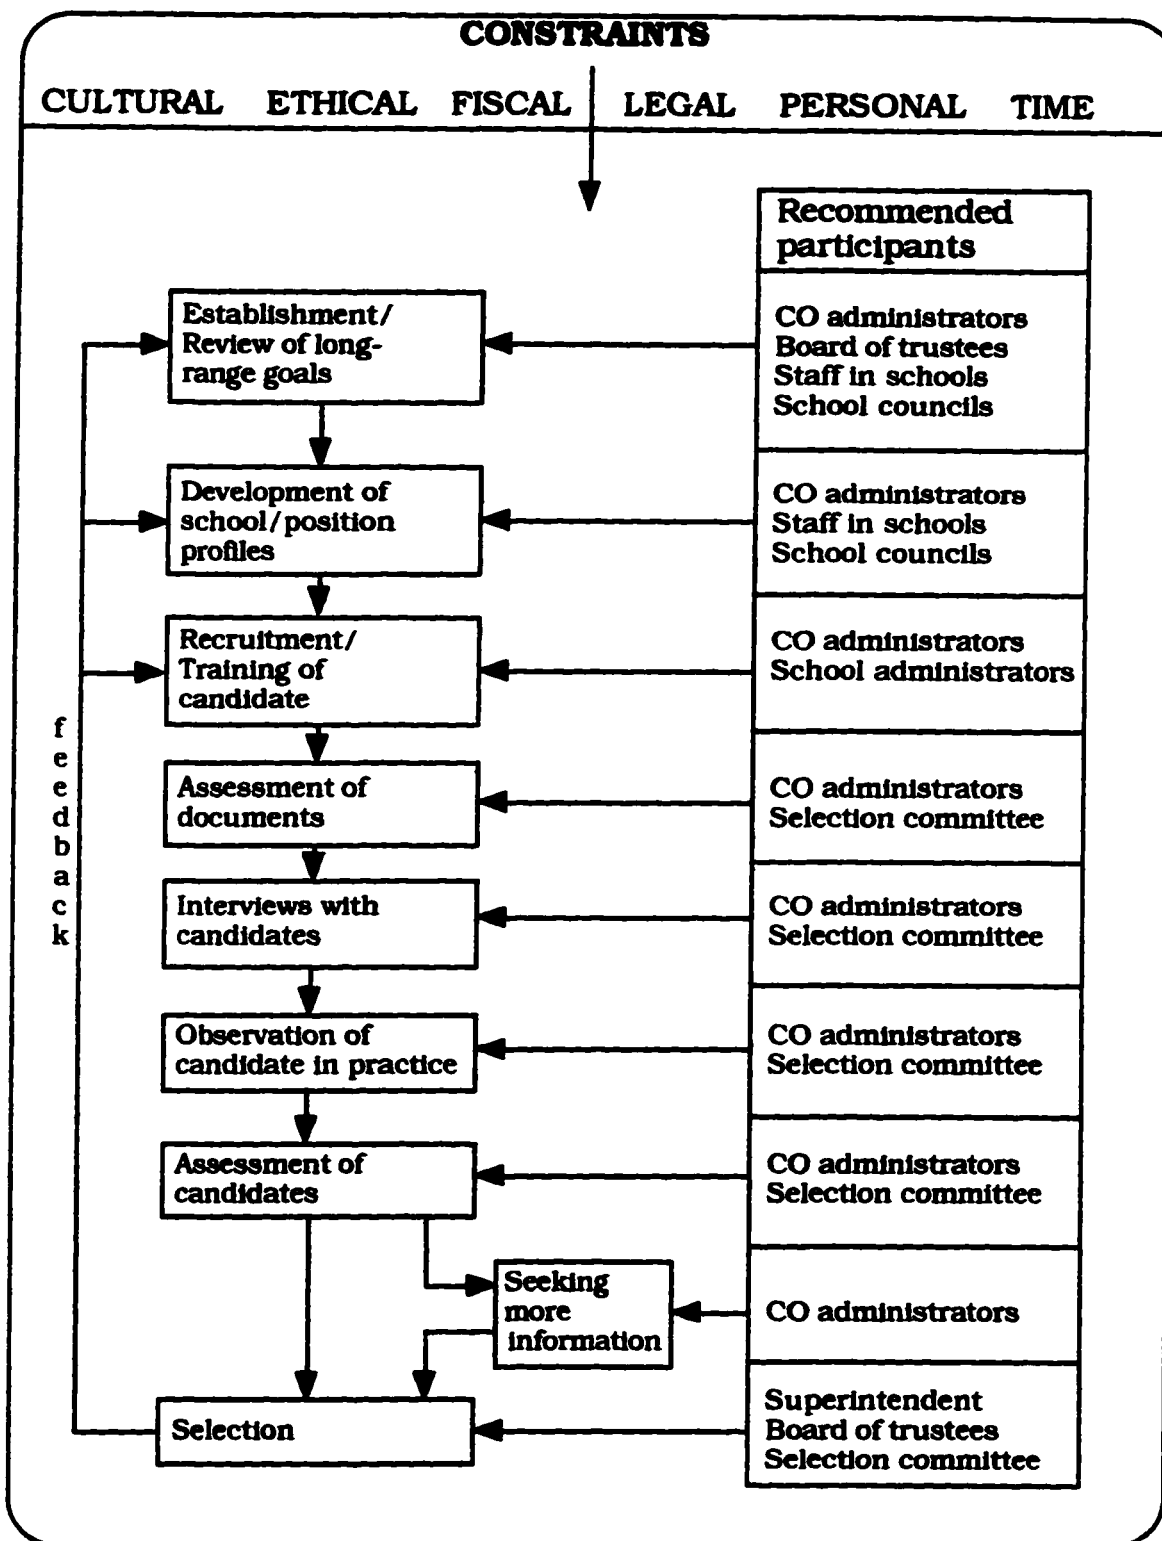 CONSTRAINTS
CULTURAL ETHICAL FISCAL LEGAL PERSONAL TIME
Recommended
participants
Establishment/
Review of long-
range goals
CO administrators
Board of trustees
Staff in schools
School councils
Development of
school/position
profiles
CO administrators
Staff in schools
School councils
Recruitment/
Training of
candidate
CO administrators
School administrators
feedback
Assessment of
documents
CO administrators
Selection committee
Interviews with
candidates
CO administrators
Selection committee
Observation of
candidate in practice
CO administrators
Selection committee
Assessment of
candidates
CO administrators
Selection committee
Seeking
more
information
CO administrators
Selection
Superintendent
Board of trustees
Selection committee